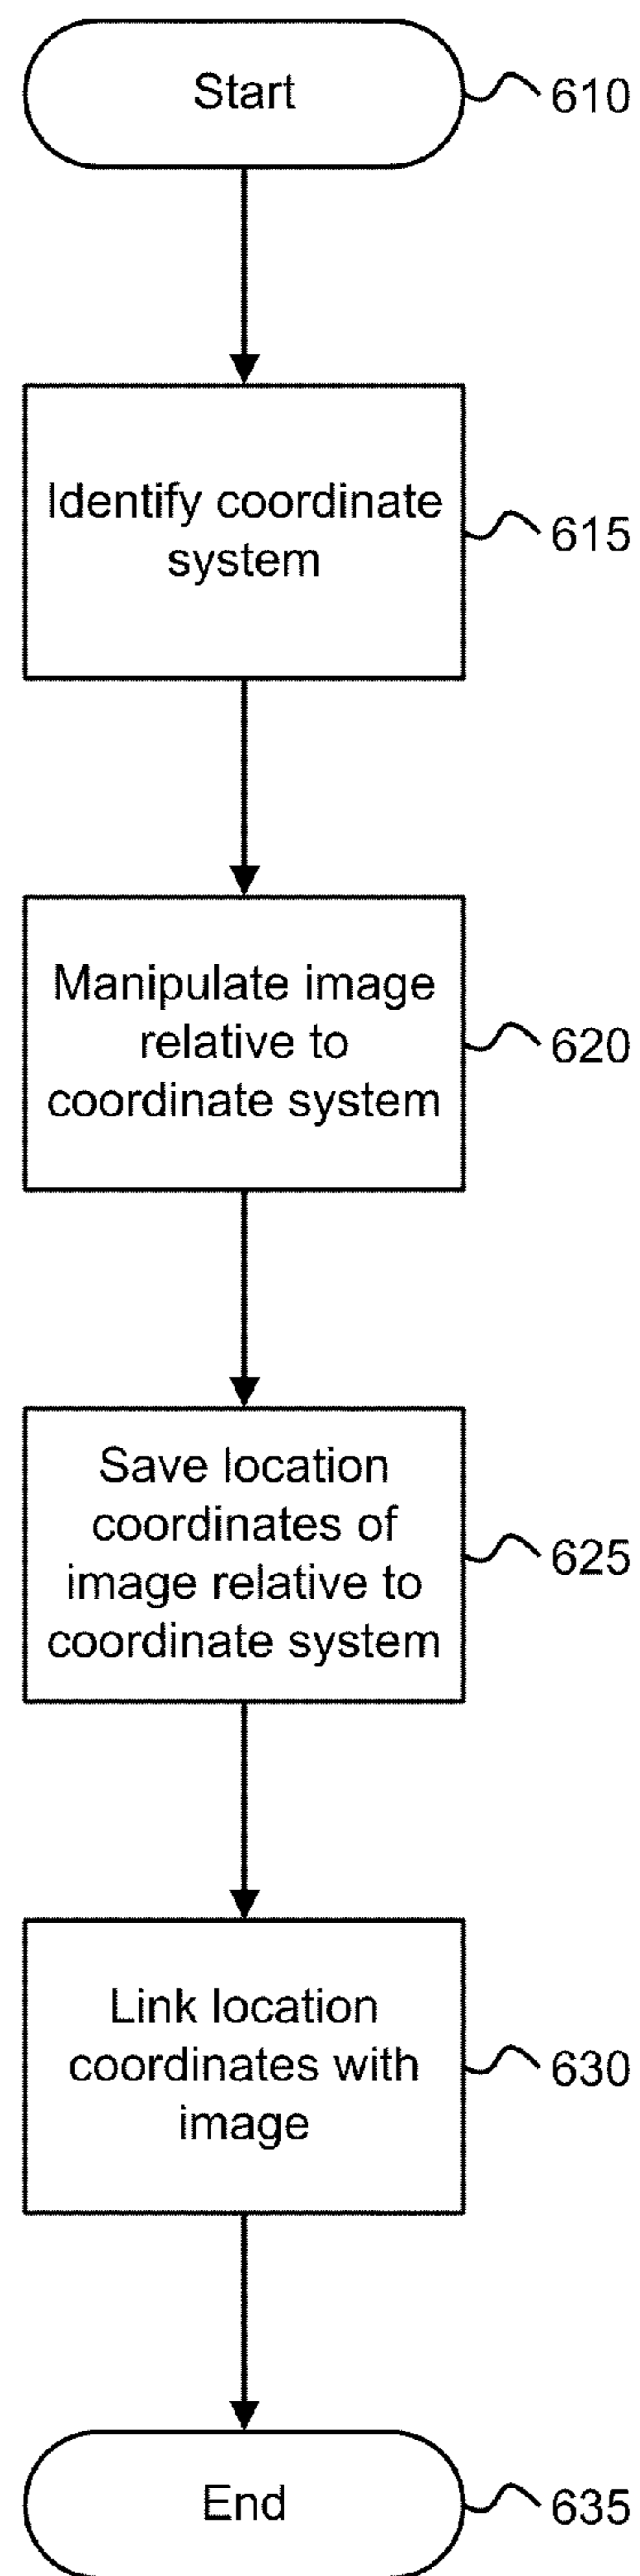 Start
610
Identify coordinate
system
615
Manipulate image
relative to
coordinate system
620
Save location
coordinates of
image relative to
coordinate system
625
Link location
coordinates with
image
630
End
635